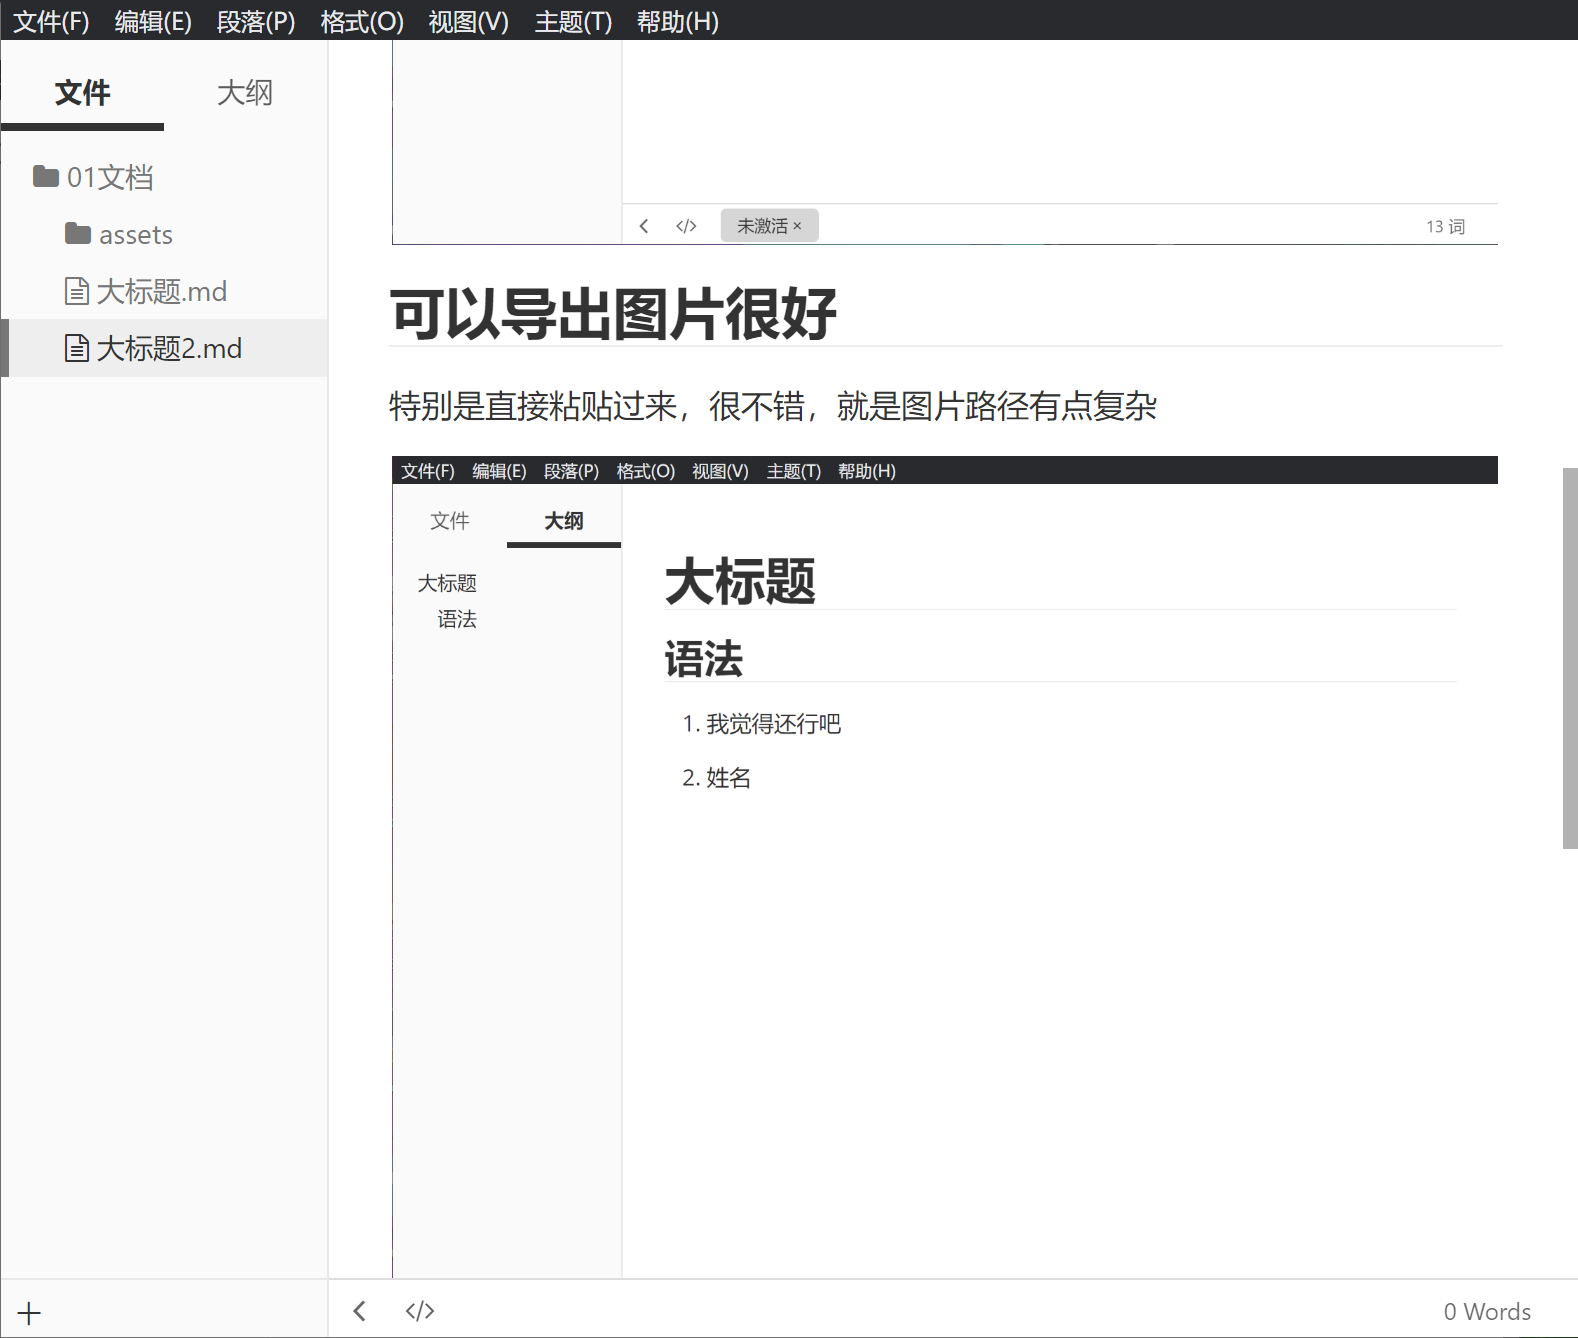 文件(F) 编辑(E) 段落(P) 格式(O) 视图(V) 主题(T) 帮助(H)
文件 大纲
01文档
assets
大标题.md
大标题2.md
</> 未激活 × 13 词
可以导出图片很好
特别是直接粘贴过来，很不错，就是图片路径有点复杂
文件(F) 编辑(E) 段落(P) 格式(O) 视图(V) 主题(T) 帮助(H)
文件 大纲
大标题
语法
大标题
语法
1. 我觉得还行吧
2. 姓名
+ </> 0 Words